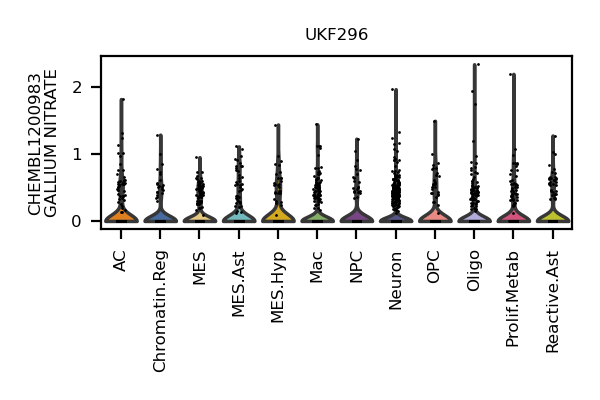 UKF296
CHEMBL1200983
GALLIUM NITRATE
2
1
0
AC
Chromatin.Reg
MES
MES.Ast
MES.Hyp
Mac
NPC
Neuron
OPC
Oligo
Prolif.Metab
Reactive.Ast